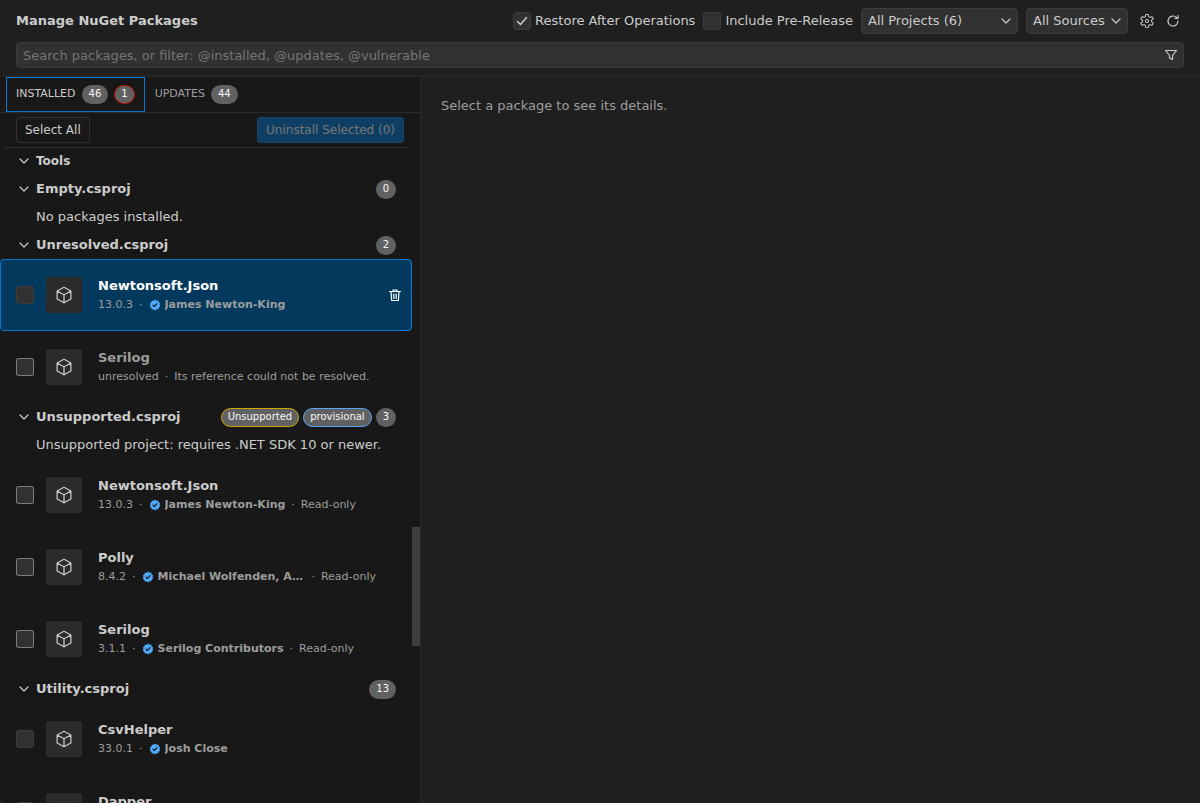 Manage NuGet Packages
Restore After Operations
Include Pre-Release
All Projects (6)
All Sources
Search packages, or filter: @installed, @updates, @vulnerable
INSTALLED 46 1 UPDATES 44
Select All
Uninstall Selected (0)
Select a package to see its details.
Tools
Empty.csproj 0
No packages installed.
Unresolved.csproj 2
Newtonsoft.Json
13.0.3 · James Newton-King
Serilog
unresolved · Its reference could not be resolved.
Unsupported.csproj Unsupported provisional 3
Unsupported project: requires .NET SDK 10 or newer.
Newtonsoft.Json
13.0.3 · James Newton-King · Read-only
Polly
8.4.2 · Michael Wolfenden, A... · Read-only
Serilog
3.1.1 · Serilog Contributors · Read-only
Utility.csproj 13
CsvHelper
33.0.1 · Josh Close
Dapper